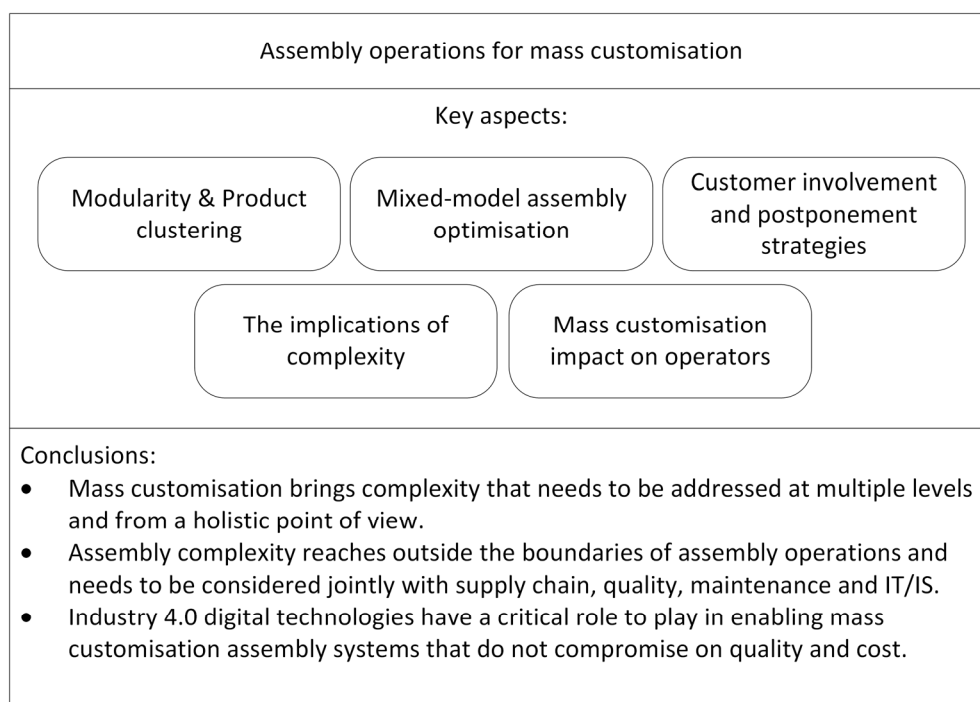 Assembly operations for mass customisation
Key aspects:
Modularity & Product
clustering
Mixed-model assembly
optimisation
Customer involvement
and postponement
strategies
The implications of
complexity
Mass customisation
impact on operators
Conclusions:
• Mass customisation brings complexity that needs to be addressed at multiple levels
and from a holistic point of view.
• Assembly complexity reaches outside the boundaries of assembly operations and
needs to be considered jointly with supply chain, quality, maintenance and IT/IS.
• Industry 4.0 digital technologies have a critical role to play in enabling mass
customisation assembly systems that do not compromise on quality and cost.